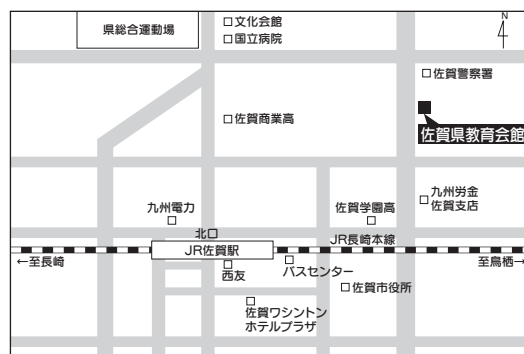 県総合運動場
文化会館
国立病院
N
佐賀警察署
佐賀商業高
佐賀県教育会館
九州労金
佐賀支店
九州電力
佐賀学園高
北口
JR長崎本線
JR佐賀駅
←至長崎
西友
バスセンター
至鳥栖→
佐賀市役所
佐賀ワシントン
ホテルプラザ